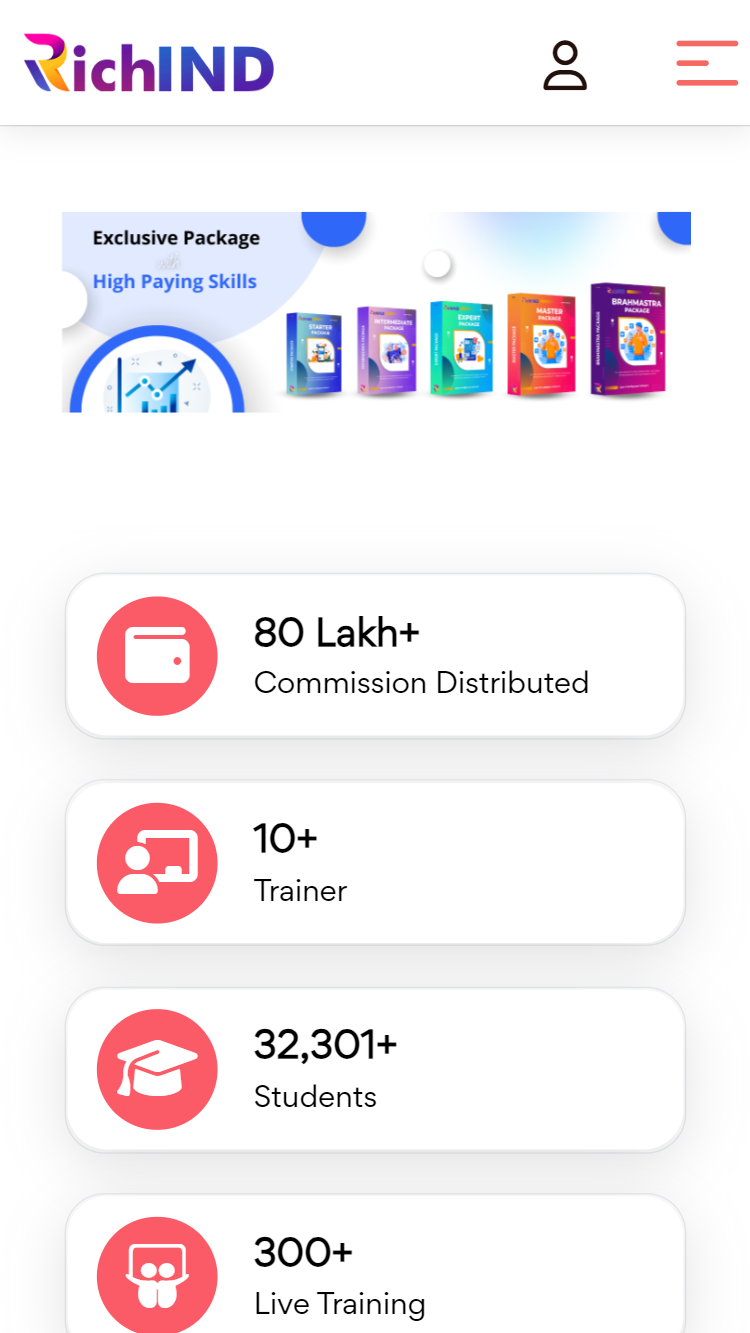 RichIND
Exclusive Package
with
High Paying Skills
STARTER
PACKAGE
INTERMEDIATE
PACKAGE
EXPERT
PACKAGE
MASTER
PACKAGE
BRAHMASTRA
PACKAGE
80 Lakh+
Commission Distributed
10+
Trainer
32,301+
Students
300+
Live Training